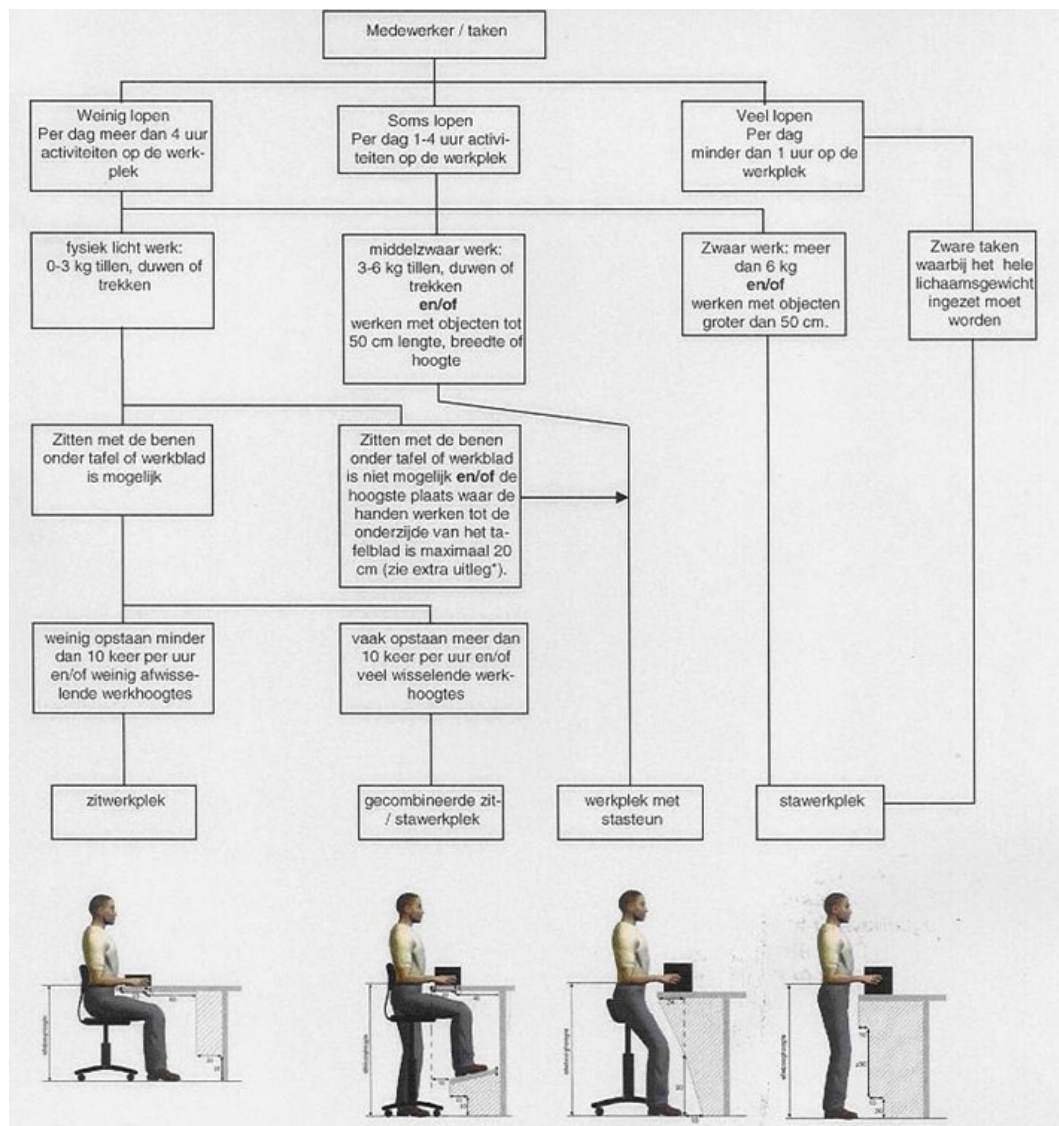 Medewerker / taken
Weinig lopen
Per dag meer dan 4 uur
activiteiten op de werk-
plek
Soms lopen
Per dag 1-4 uur activi-
teiten op de werkplek
Veel lopen
Per dag
minder dan 1 uur op de
werkplek
fysiek licht werk:
0-3 kg tillen, duwen of
trekken
middelzwaar werk:
3-6 kg tillen, duwen of
trekken
en/of
werken met objecten tot
50 cm lengte, breedte of
hoogte
Zwaar werk: meer
dan 6 kg
en/of
werken met objecten
groter dan 50 cm.
Zware taken
waarbij het hele
lichaamsgewicht
ingezet moet
worden
Zitten met de benen
onder tafel of werkblad
is mogelijk
Zitten met de benen
onder tafel of werkblad
is niet mogelijk en/of de
hoogste plaats waar de
handen werken tot de
onderzijde van het ta-
felblad is maximaal 20
cm (zie extra uitleg*).
weinig opstaan minder
dan 10 keer per uur
en/of weinig afwisse-
lende werkhoogtes
vaak opstaan meer dan
10 keer per uur en/of
veel wisselende werk-
hoogtes
zitwerkplek
gecombineerde zit-
/ stawerkplek
werkplek met
stasteun
stawerkplek